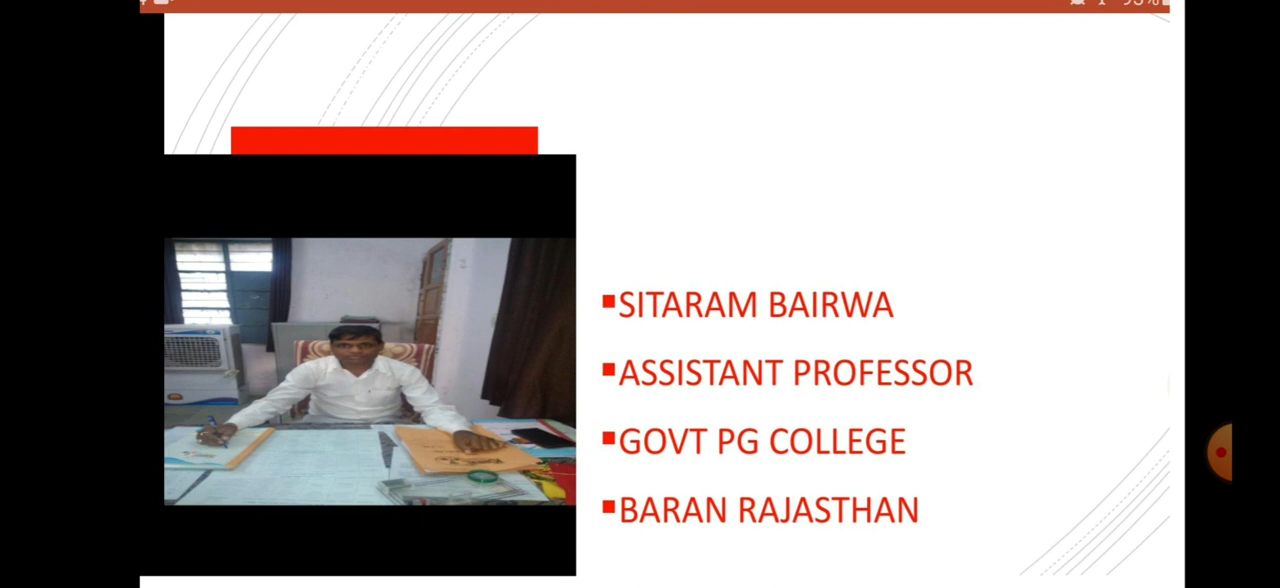 ▪SITARAM BAIRWA
▪ASSISTANT PROFESSOR
▪GOVT PG COLLEGE
▪BARAN RAJASTHAN